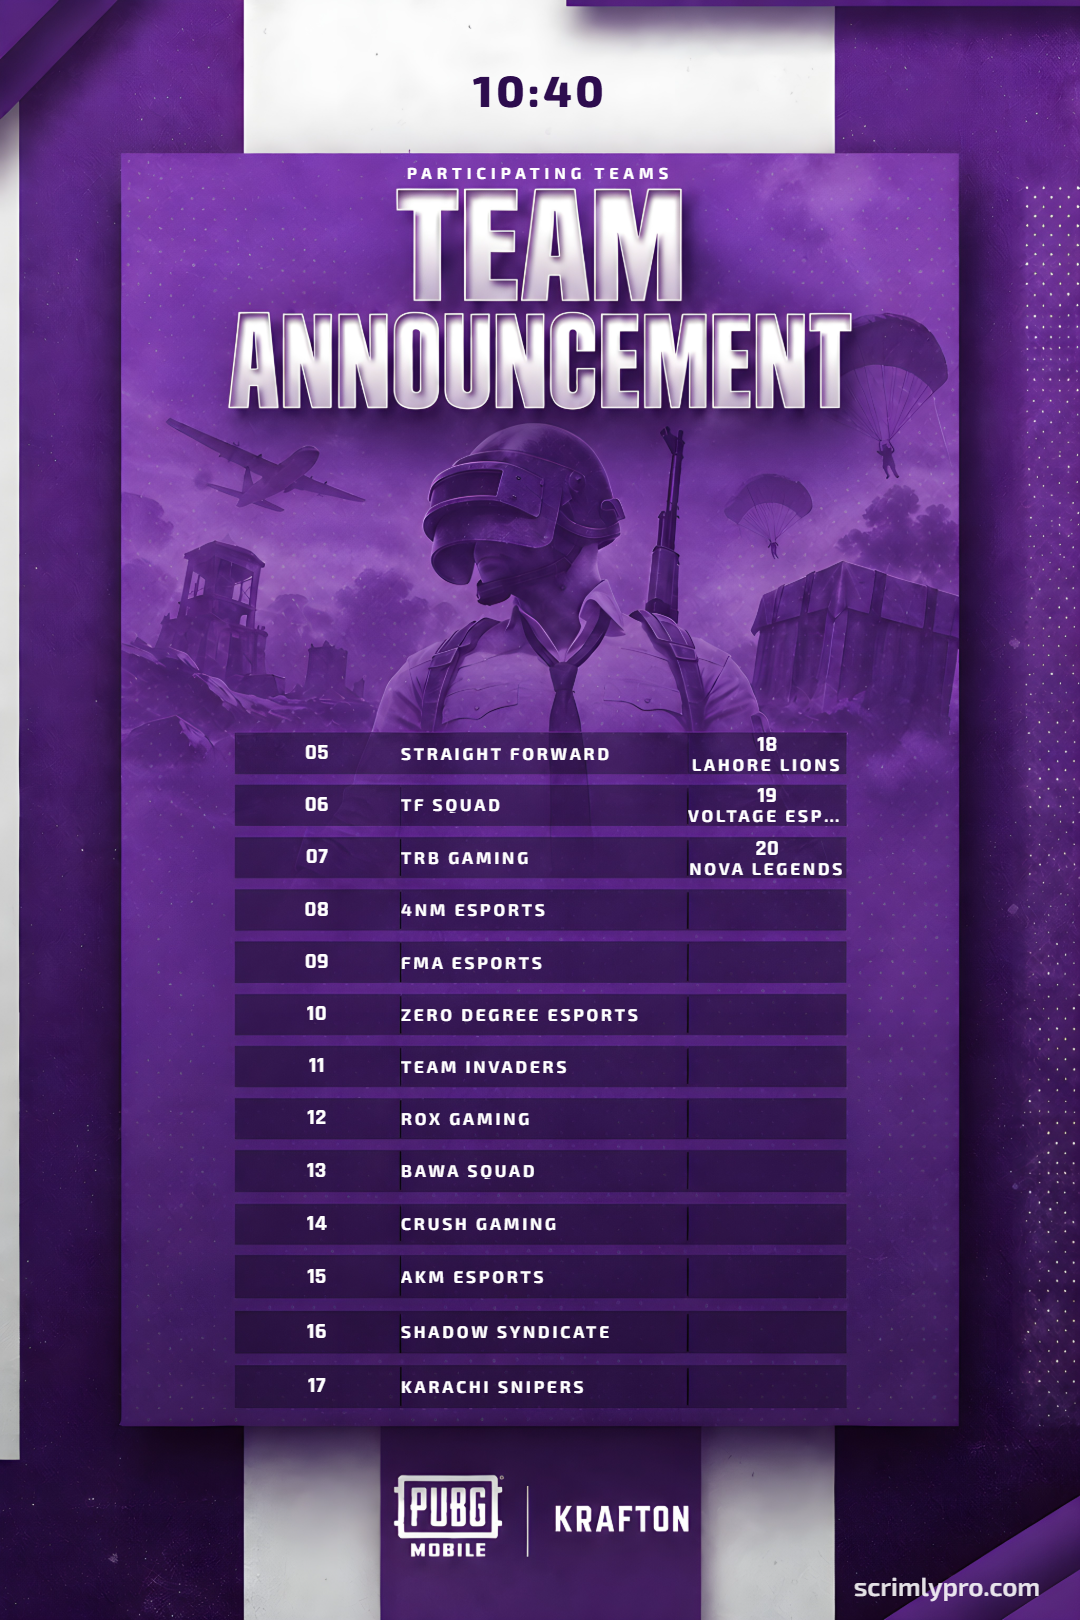 10:40
PARTICIPATING TEAMS
TEAM
ANNOUNCEMENT
05 STRAIGHT FORWARD
18
LAHORE LIONS
06 TF SQUAD
19
VOLTAGE ESP...
07 TRB GAMING
20
NOVA LEGENDS
08 4NM ESPORTS
09 FMA ESPORTS
10 ZERO DEGREE ESPORTS
11 TEAM INVADERS
12 ROX GAMING
13 BAWA SQUAD
14 CRUSH GAMING
15 AKM ESPORTS
16 SHADOW SYNDICATE
17 KARACHI SNIPERS
PUBG
MOBILE
KRAFTON
scrimlypro.com